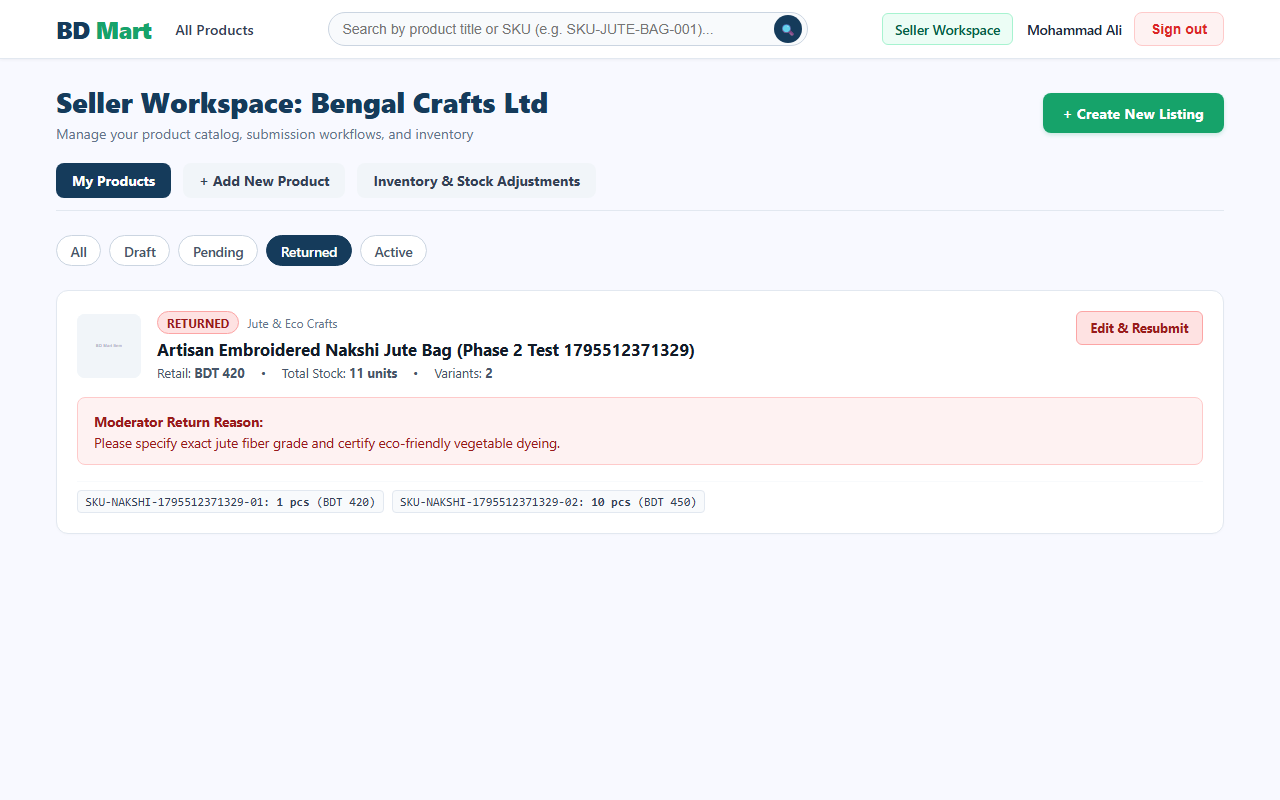 BD Mart
All Products
Search by product title or SKU (e.g. SKU-JUTE-BAG-001)...
Seller Workspace
Mohammad Ali
Sign out
Seller Workspace: Bengal Crafts Ltd
Manage your product catalog, submission workflows, and inventory
+ Create New Listing
My Products
+ Add New Product
Inventory & Stock Adjustments
All
Draft
Pending
Returned
Active
RETURNED
Jute & Eco Crafts
Edit & Resubmit
Artisan Embroidered Nakshi Jute Bag (Phase 2 Test 1795512371329)
Retail: BDT 420 • Total Stock: 11 units • Variants: 2
Moderator Return Reason:
Please specify exact jute fiber grade and certify eco-friendly vegetable dyeing.
SKU-NAKSHI-1795512371329-01: 1 pcs (BDT 420)
SKU-NAKSHI-1795512371329-02: 10 pcs (BDT 450)